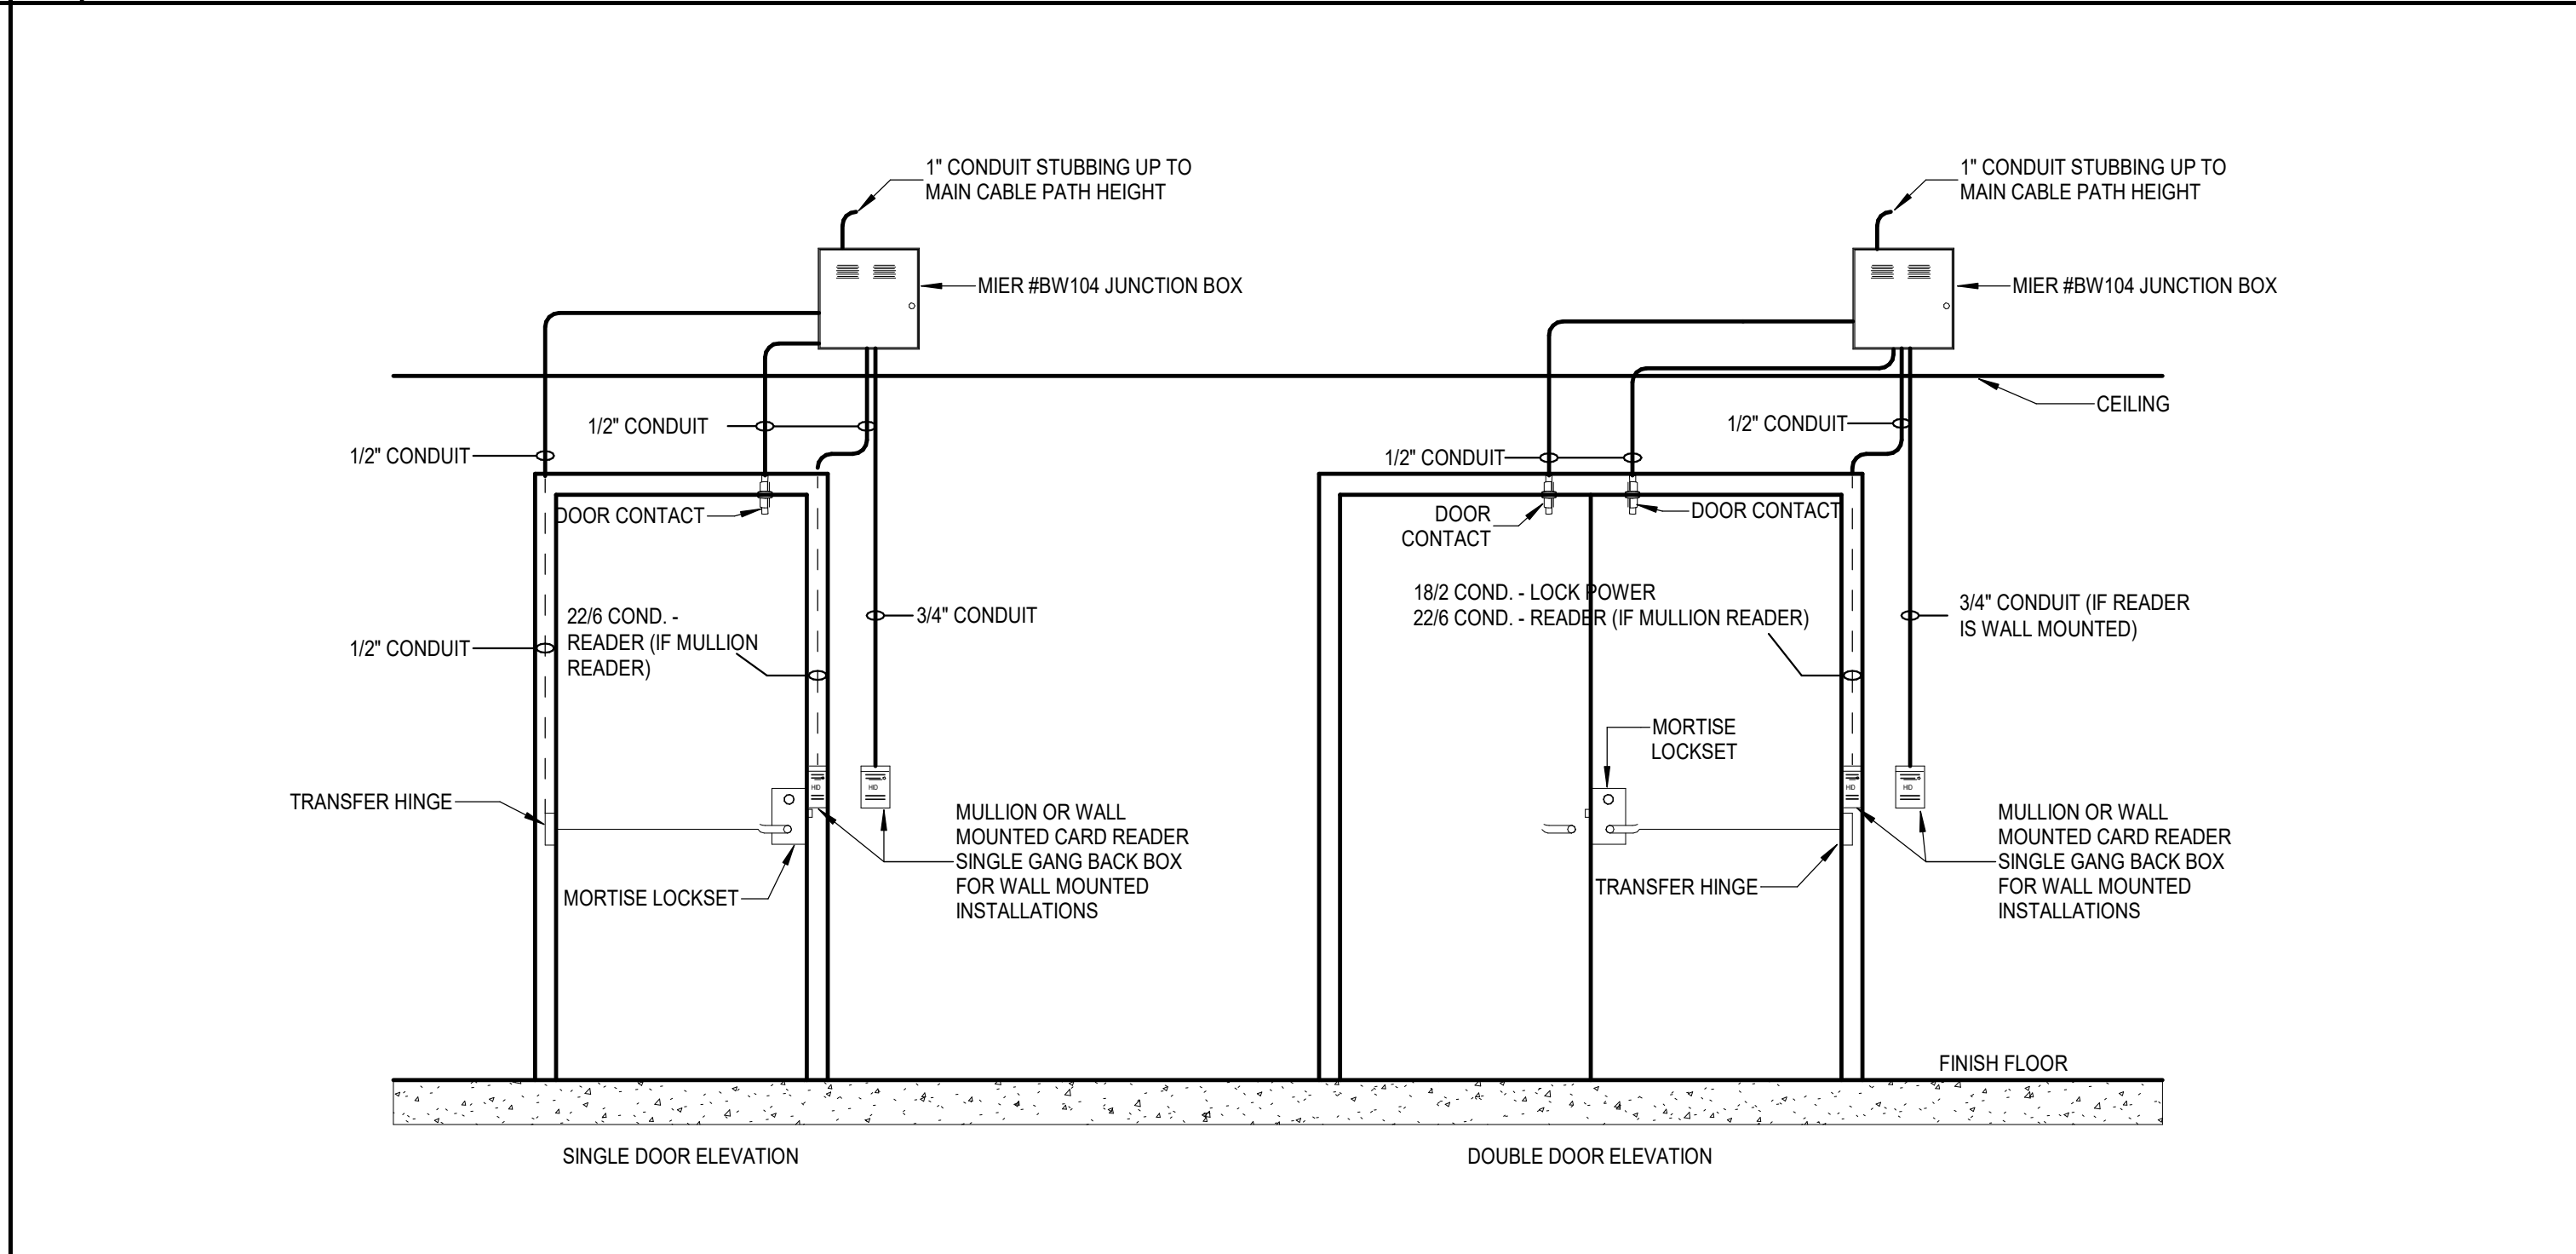 1" CONDUIT STUBBING UP TO
MAIN CABLE PATH HEIGHT
MIER #BW104 JUNCTION BOX
1/2" CONDUIT
1/2" CONDUIT
DOOR CONTACT
22/6 COND. -
READER (IF MULLION
READER)
1/2" CONDUIT
3/4" CONDUIT
TRANSFER HINGE
HID
HID
MORTISE LOCKSET
MULLION OR WALL
MOUNTED CARD READER
SINGLE GANG BACK BOX
FOR WALL MOUNTED
INSTALLATIONS
SINGLE DOOR ELEVATION
1" CONDUIT STUBBING UP TO
MAIN CABLE PATH HEIGHT
MIER #BW104 JUNCTION BOX
CEILING
1/2" CONDUIT
1/2" CONDUIT
DOOR
CONTACT
DOOR CONTACT
18/2 COND. - LOCK POWER
22/6 COND. - READER (IF MULLION READER)
3/4" CONDUIT (IF READER
IS WALL MOUNTED)
MORTISE
LOCKSET
HID
HID
TRANSFER HINGE
MULLION OR WALL
MOUNTED CARD READER
SINGLE GANG BACK BOX
FOR WALL MOUNTED
INSTALLATIONS
FINISH FLOOR
DOUBLE DOOR ELEVATION